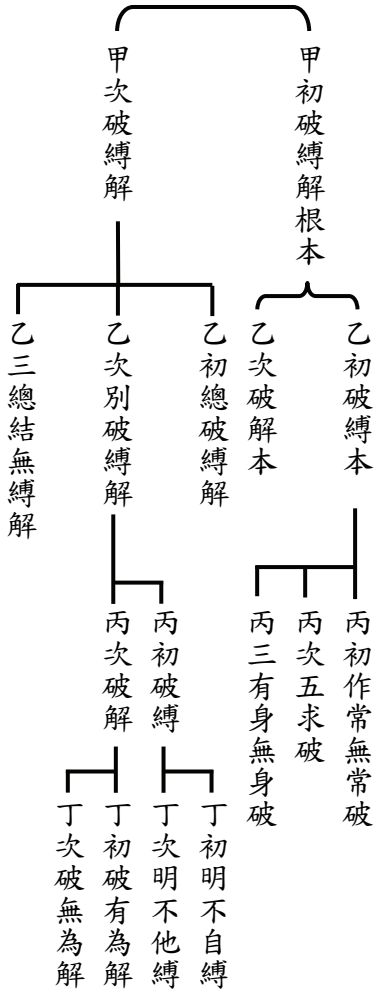 甲初破縛解根本
乙初破縛本
丙初作常無常破
丙次五求破
丙三有身無身破
乙次破解本
甲次破縛解
乙初總破縛解
乙次別破縛解
丙初破縛
丁初明不自縛
丁次明不他縛
丙次破解
丁初破有為解
丁次破無為解
乙三總結無縛解